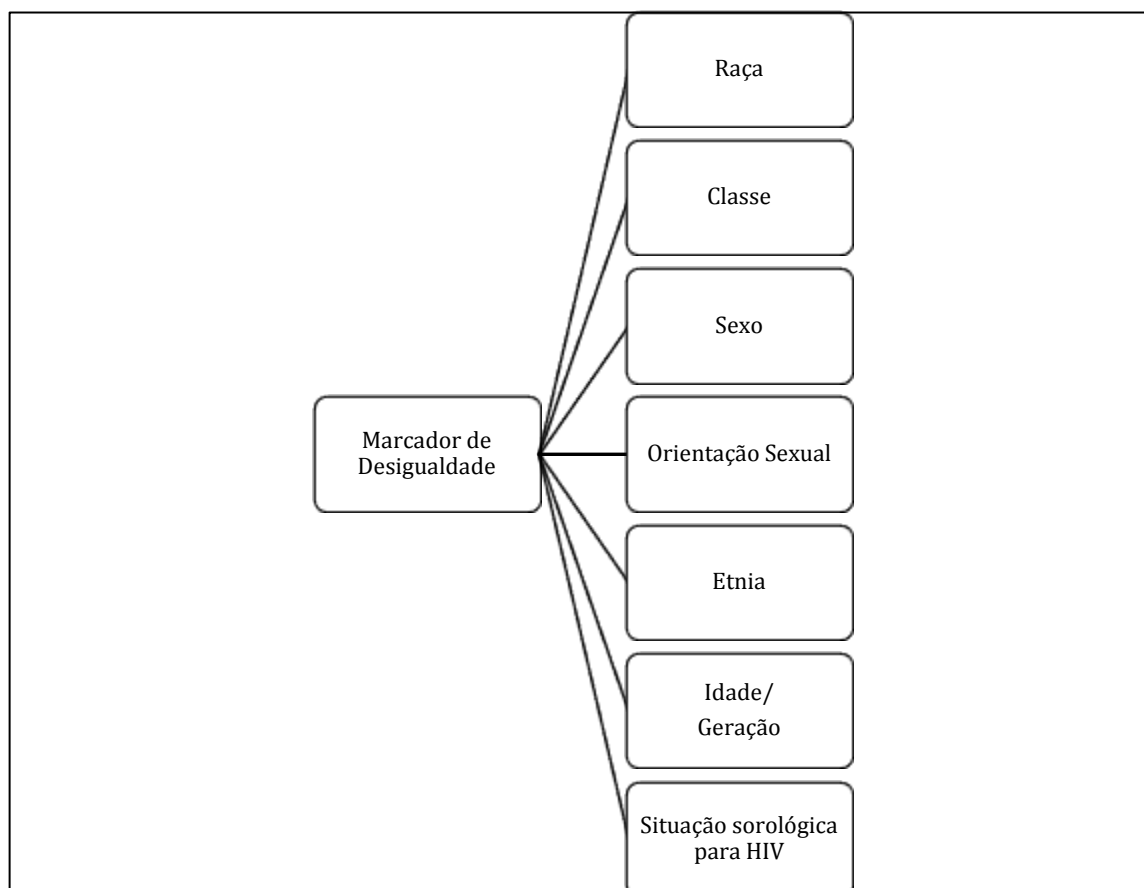 Raça
Classe
Sexo
Marcador de
Desigualdade
Orientação Sexual
Etnia
Idade/
Geração
Situação sorológica
para HIV